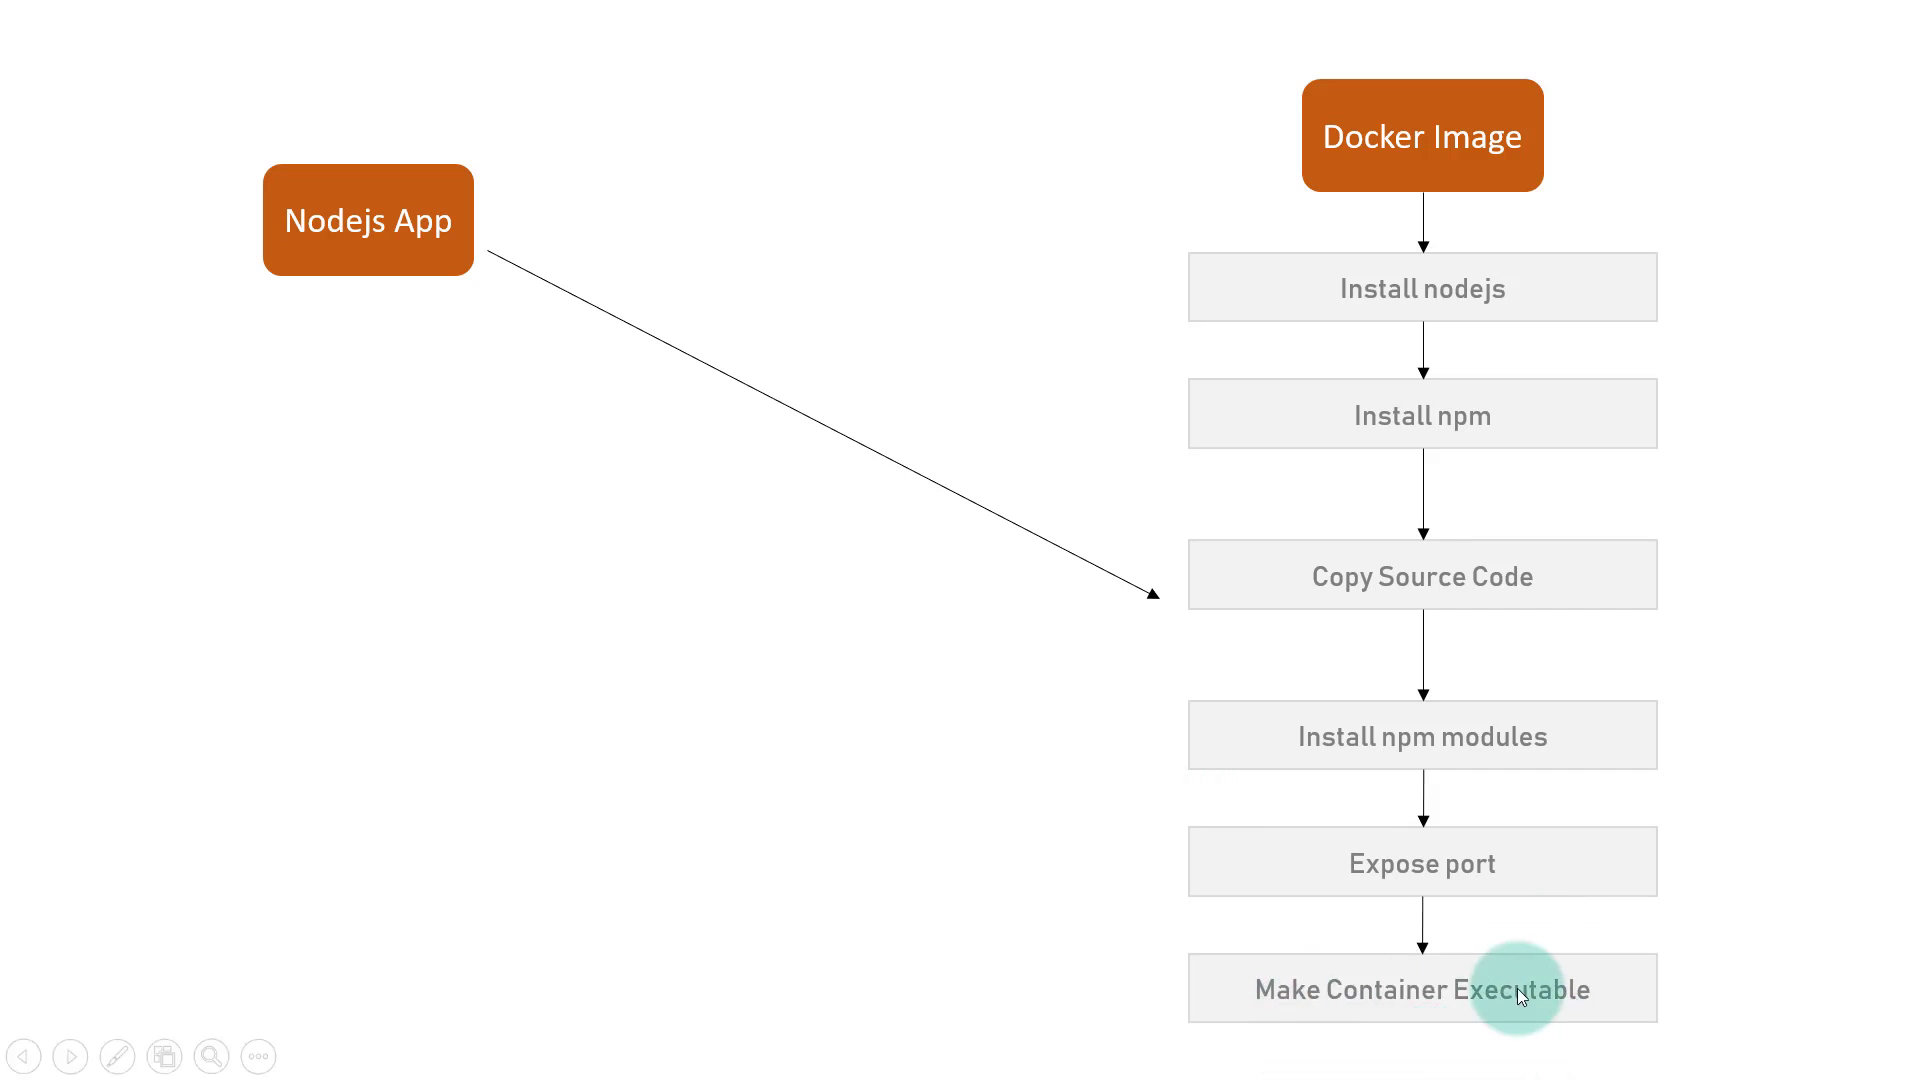 Nodejs App
Docker Image
Install nodejs
Install npm
Copy Source Code
Install npm modules
Expose port
Make Container Executable